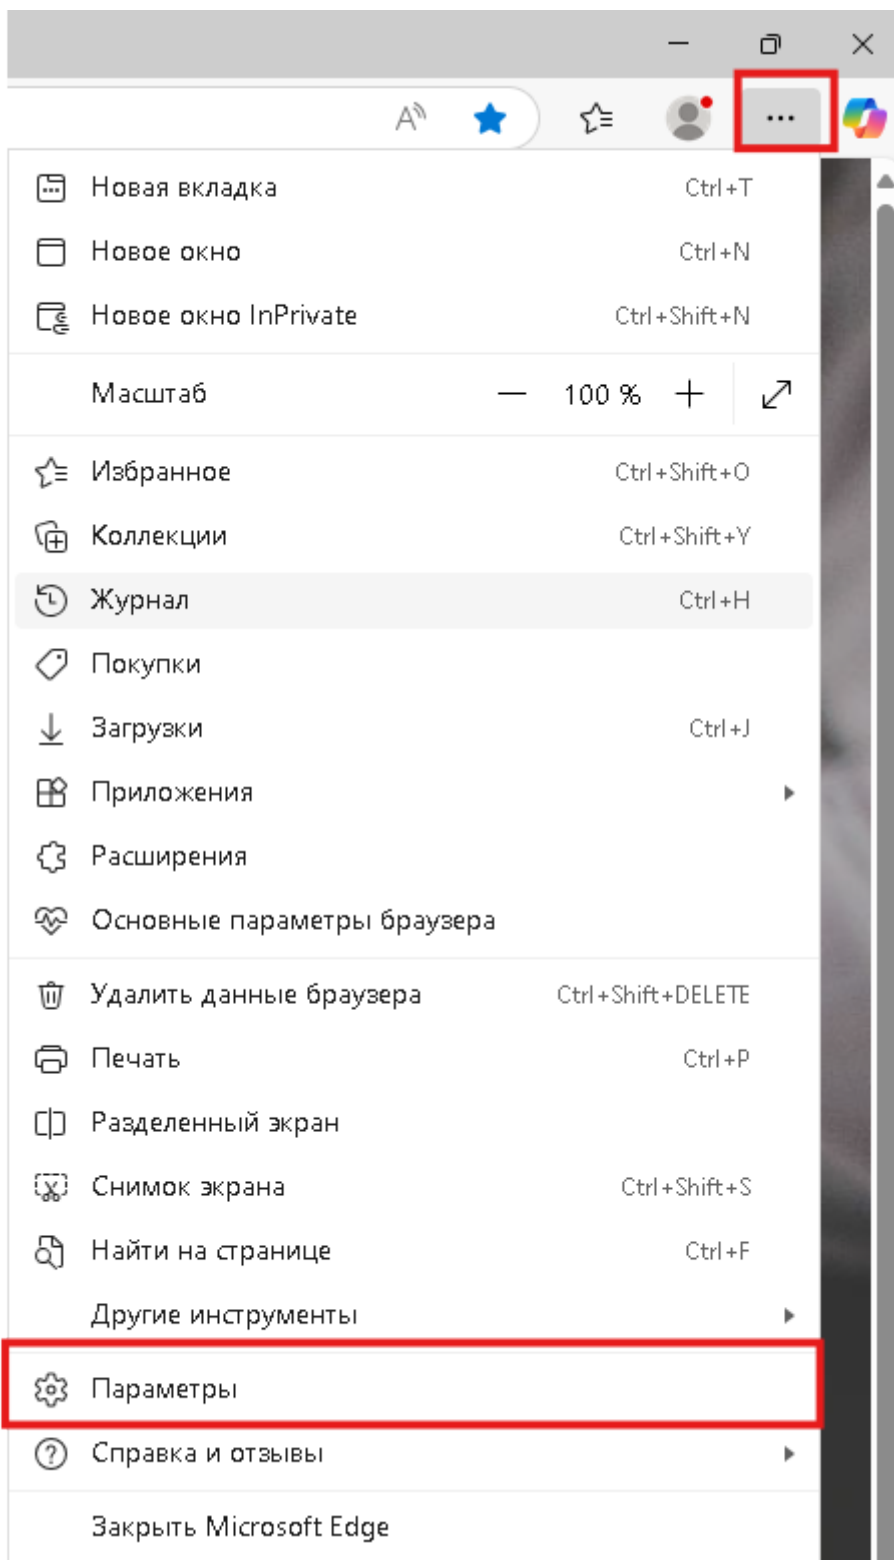 Новая вкладка Ctrl+T
Новое окно Ctrl+N
Новое окно InPrivate Ctrl+Shift+N
Масштаб — 100 % +
Избранное Ctrl+Shift+O
Коллекции Ctrl+Shift+Y
Журнал Ctrl+H
Покупки
Загрузки Ctrl+J
Приложения
Расширения
Основные параметры браузера
Удалить данные браузера Ctrl+Shift+DELETE
Печать Ctrl+P
Разделенный экран
Снимок экрана Ctrl+Shift+S
Найти на странице Ctrl+F
Другие инструменты
Параметры
Справка и отзывы
Закрыть Microsoft Edge